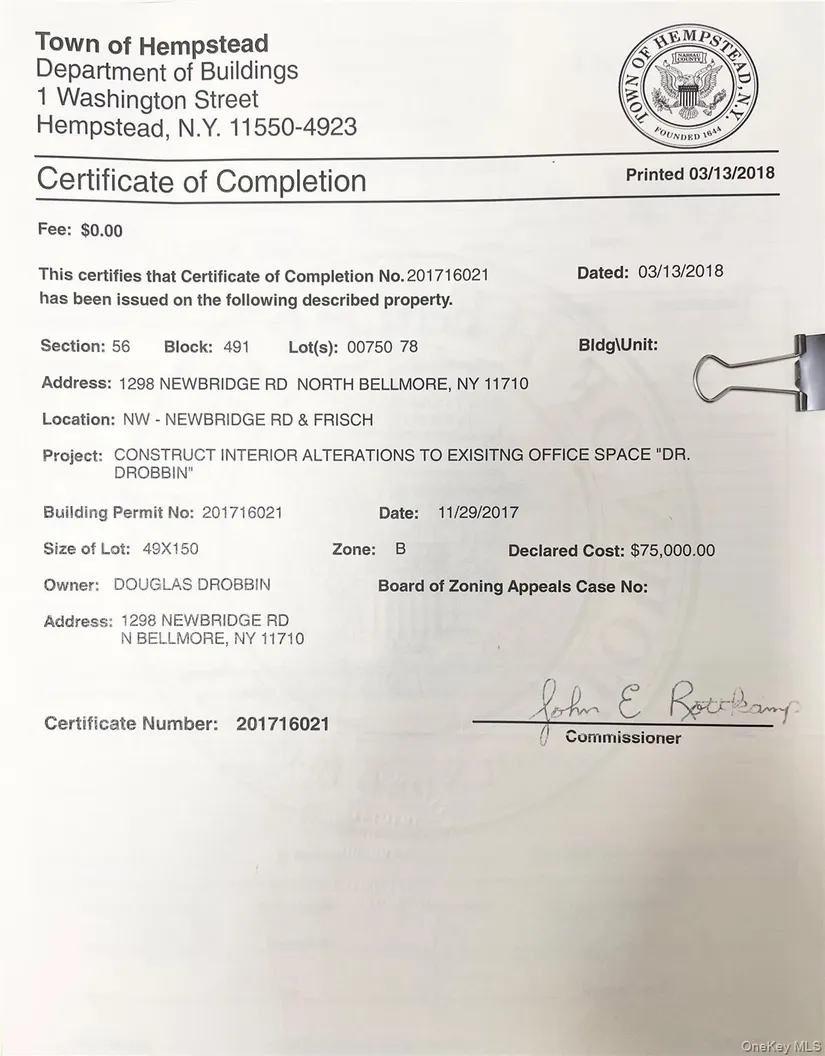 Town of Hempstead
Department of Buildings
1 Washington Street
Hempstead, N.Y. 11550-4923
TOWN OF HEMPSTEAD, N.Y.
NASSAU COUNTY
FOUNDED 1644
Certificate of Completion
Printed 03/13/2018
Fee: $0.00
This certifies that Certificate of Completion No. 201716021 Dated: 03/13/2018
has been issued on the following described property.
Section: 56 Block: 491 Lot(s): 00750 78 Bldg\Unit:
Address: 1298 NEWBRIDGE RD NORTH BELLMORE, NY 11710
Location: NW - NEWBRIDGE RD & FRISCH
Project: CONSTRUCT INTERIOR ALTERATIONS TO EXISITNG OFFICE SPACE "DR.
DROBBIN"
Building Permit No: 201716021 Date: 11/29/2017
Size of Lot: 49X150 Zone: B Declared Cost: $75,000.00
Owner: DOUGLAS DROBBIN Board of Zoning Appeals Case No:
Address: 1298 NEWBRIDGE RD
N BELLMORE, NY 11710
John E Rottkamp
Certificate Number: 201716021
Commissioner
OneKey MLS